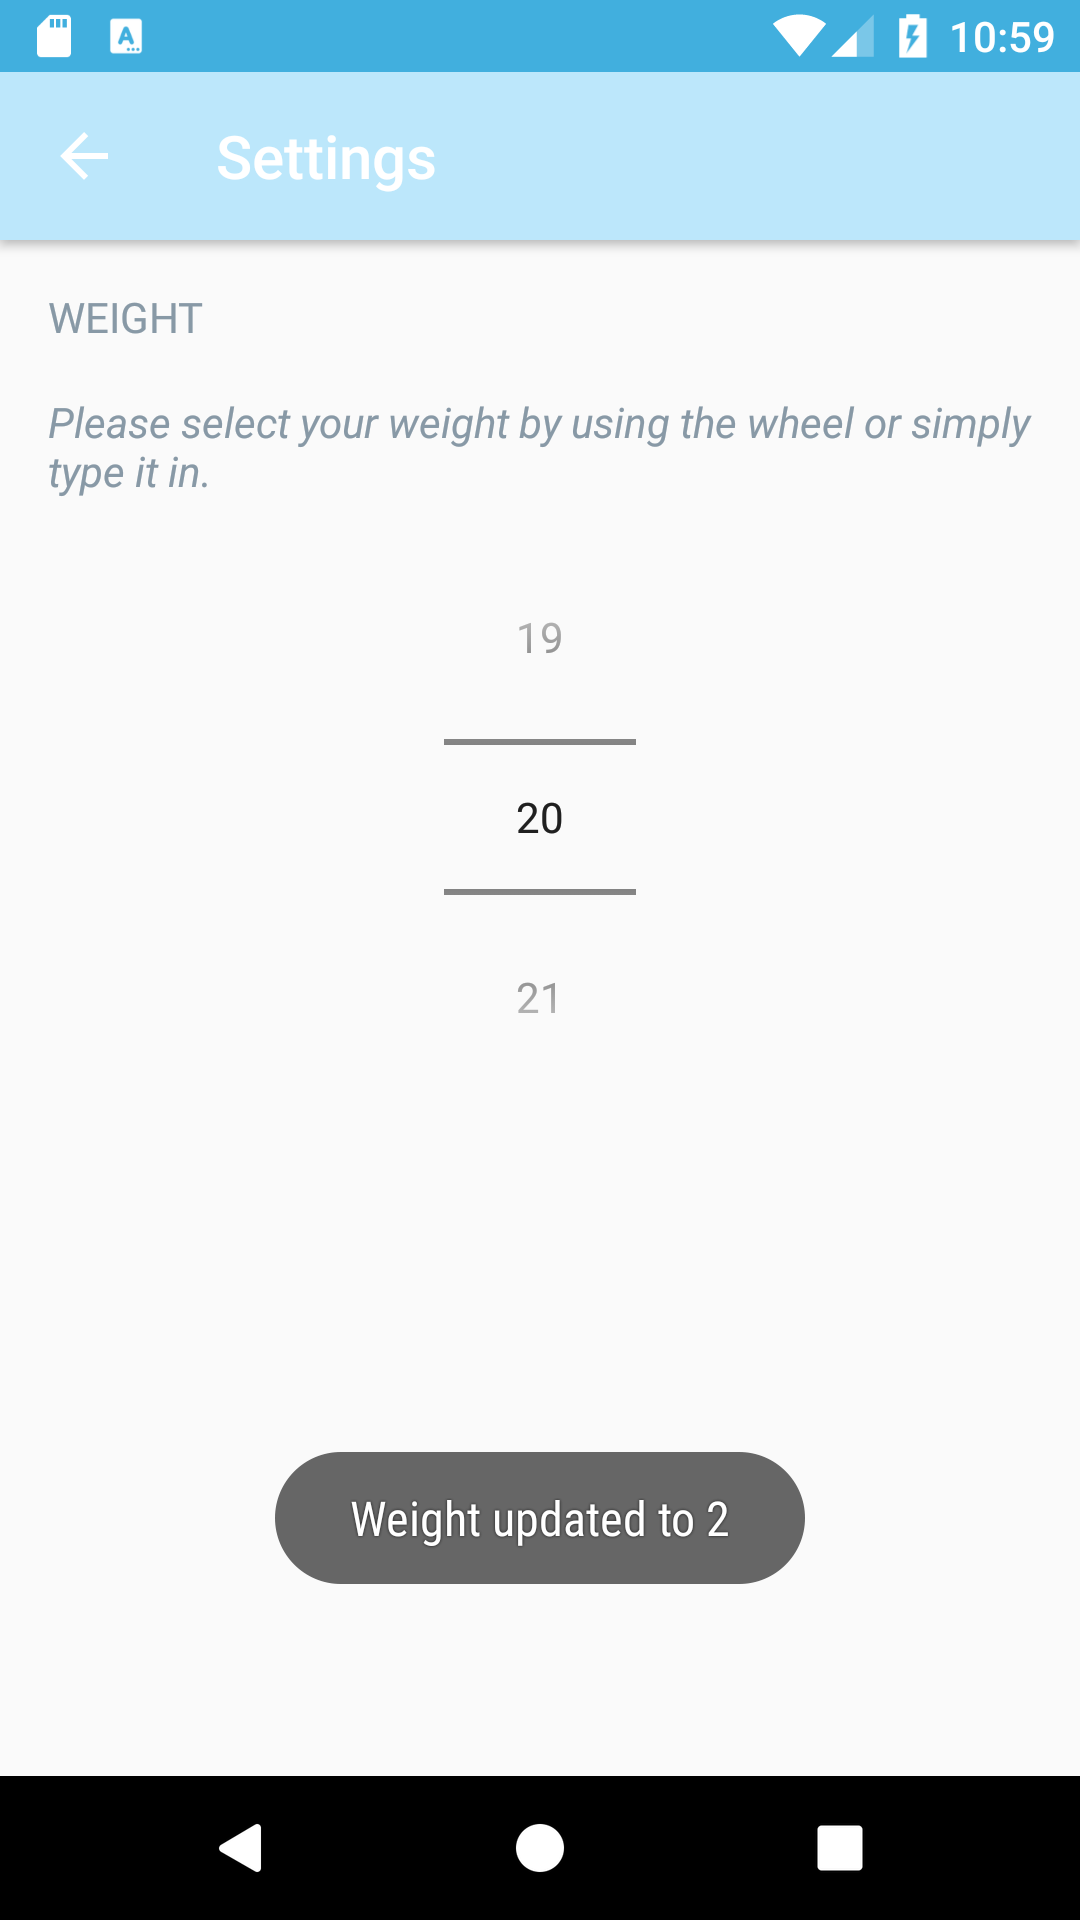 10:59
Settings
WEIGHT
Please select your weight by using the wheel or simply
type it in.
19
20
21
Weight updated to 2